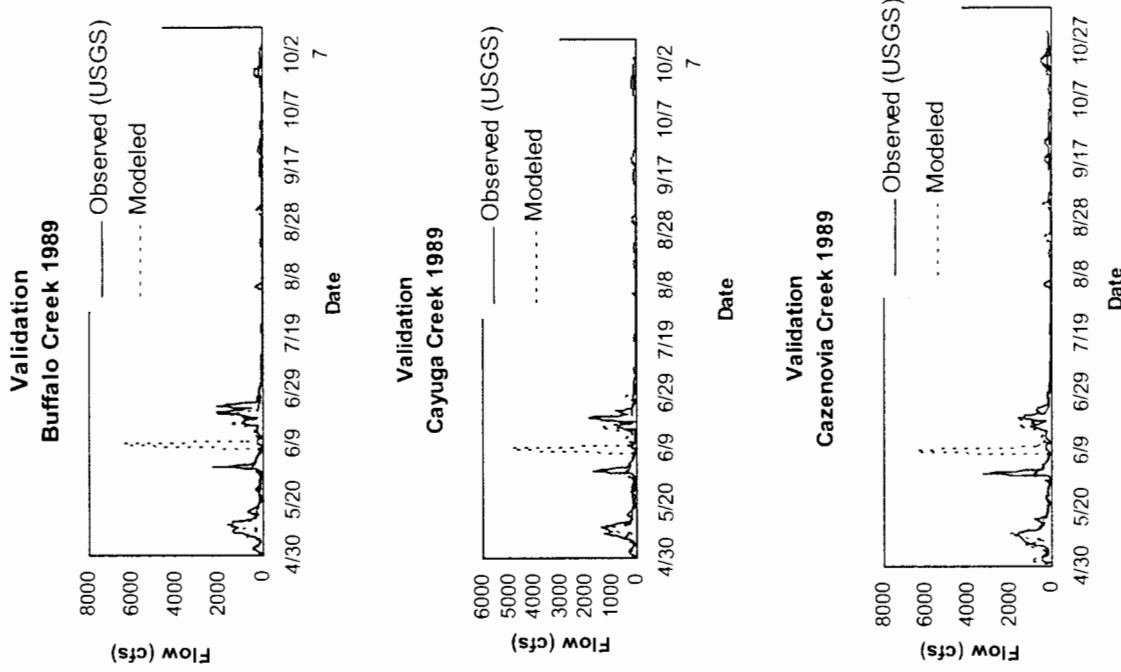 Validation
Buffalo Creek 1989
Flow (cfs)
8000
6000
4000
2000
0
Observed (USGS)
Modeled
4/30 5/20 6/9 6/29 7/19 8/8 8/28 9/17 10/7 10/2
7
Date
Validation
Cayuga Creek 1989
Flow (cfs)
6000
5000
4000
3000
2000
1000
0
Observed (USGS)
Modeled
4/30 5/20 6/9 6/29 7/19 8/8 8/28 9/17 10/7 10/2
7
Date
Validation
Cazenovia Creek 1989
Flow (cfs)
8000
6000
4000
2000
0
Observed (USGS)
Modeled
4/30 5/20 6/9 6/29 7/19 8/8 8/28 9/17 10/7 10/27
Date